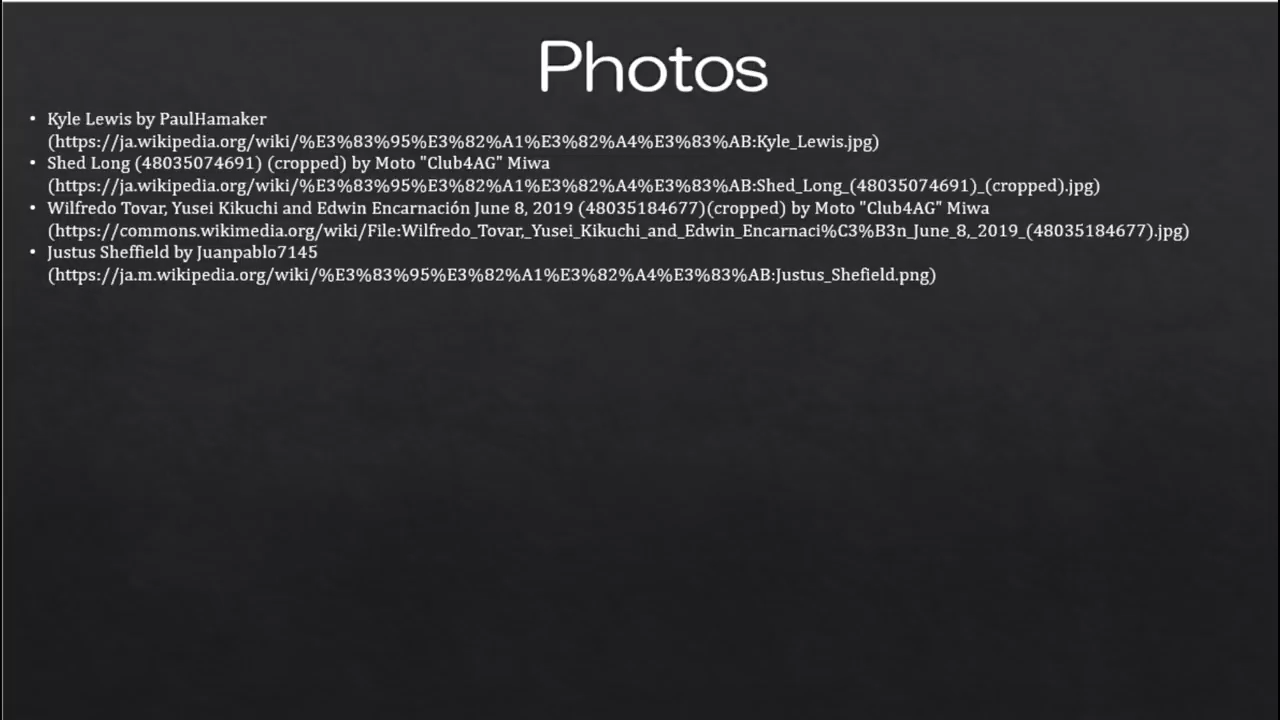 Photos
• Kyle Lewis by PaulHamaker
(https://ja.wikipedia.org/wiki/%E3%83%95%E3%82%A1%E3%82%A4%E3%83%AB:Kyle_Lewis.jpg)
• Shed Long (48035074691) (cropped) by Moto "Club4AG" Miwa
(https://ja.wikipedia.org/wiki/%E3%83%95%E3%82%A1%E3%82%A4%E3%83%AB:Shed_Long_(48035074691)_(cropped).jpg)
• Wilfredo Tovar, Yusei Kikuchi and Edwin Encarnación June 8, 2019 (48035184677)(cropped) by Moto "Club4AG" Miwa
(https://commons.wikimedia.org/wiki/File:Wilfredo_Tovar,_Yusei_Kikuchi_and_Edwin_Encarnaci%C3%B3n_June_8,_2019_(48035184677).jpg)
• Justus Sheffield by Juanpablo7145
(https://ja.m.wikipedia.org/wiki/%E3%83%95%E3%82%A1%E3%82%A4%E3%83%AB:Justus_Shefield.png)